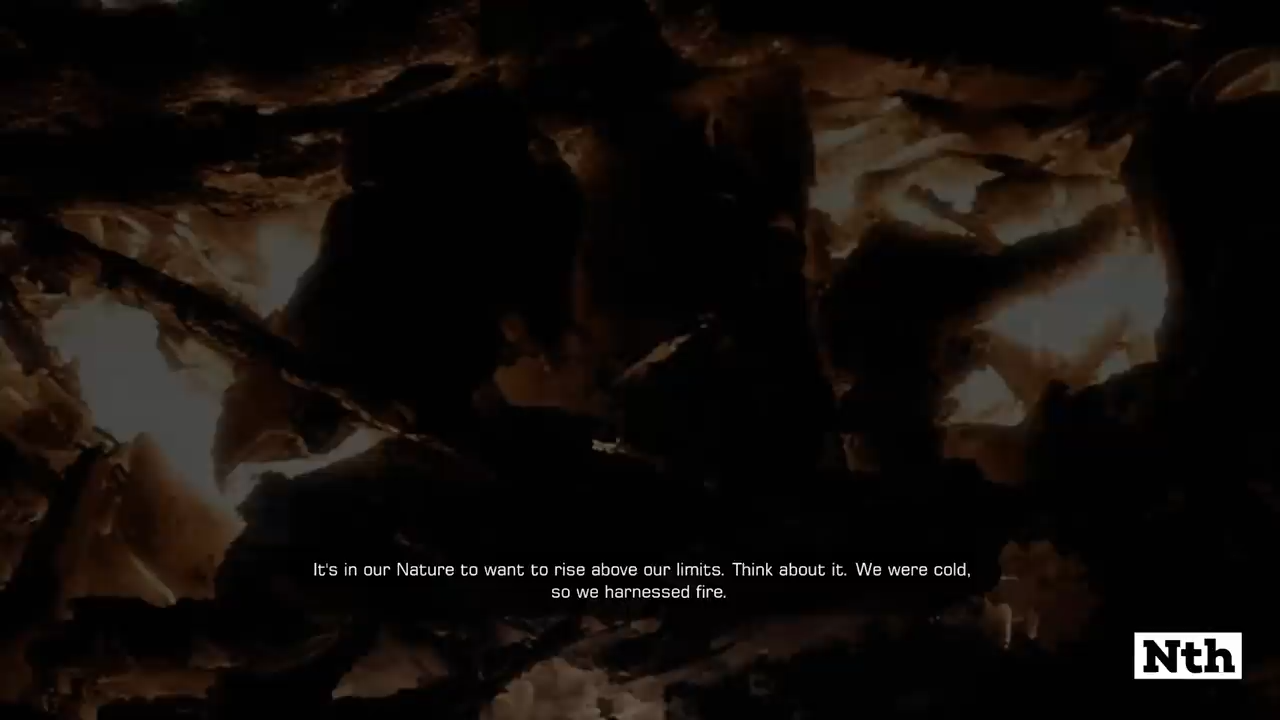 It's in our Nature to want to rise above our limits. Think about it. We were cold,
so we harnessed fire.
Nth